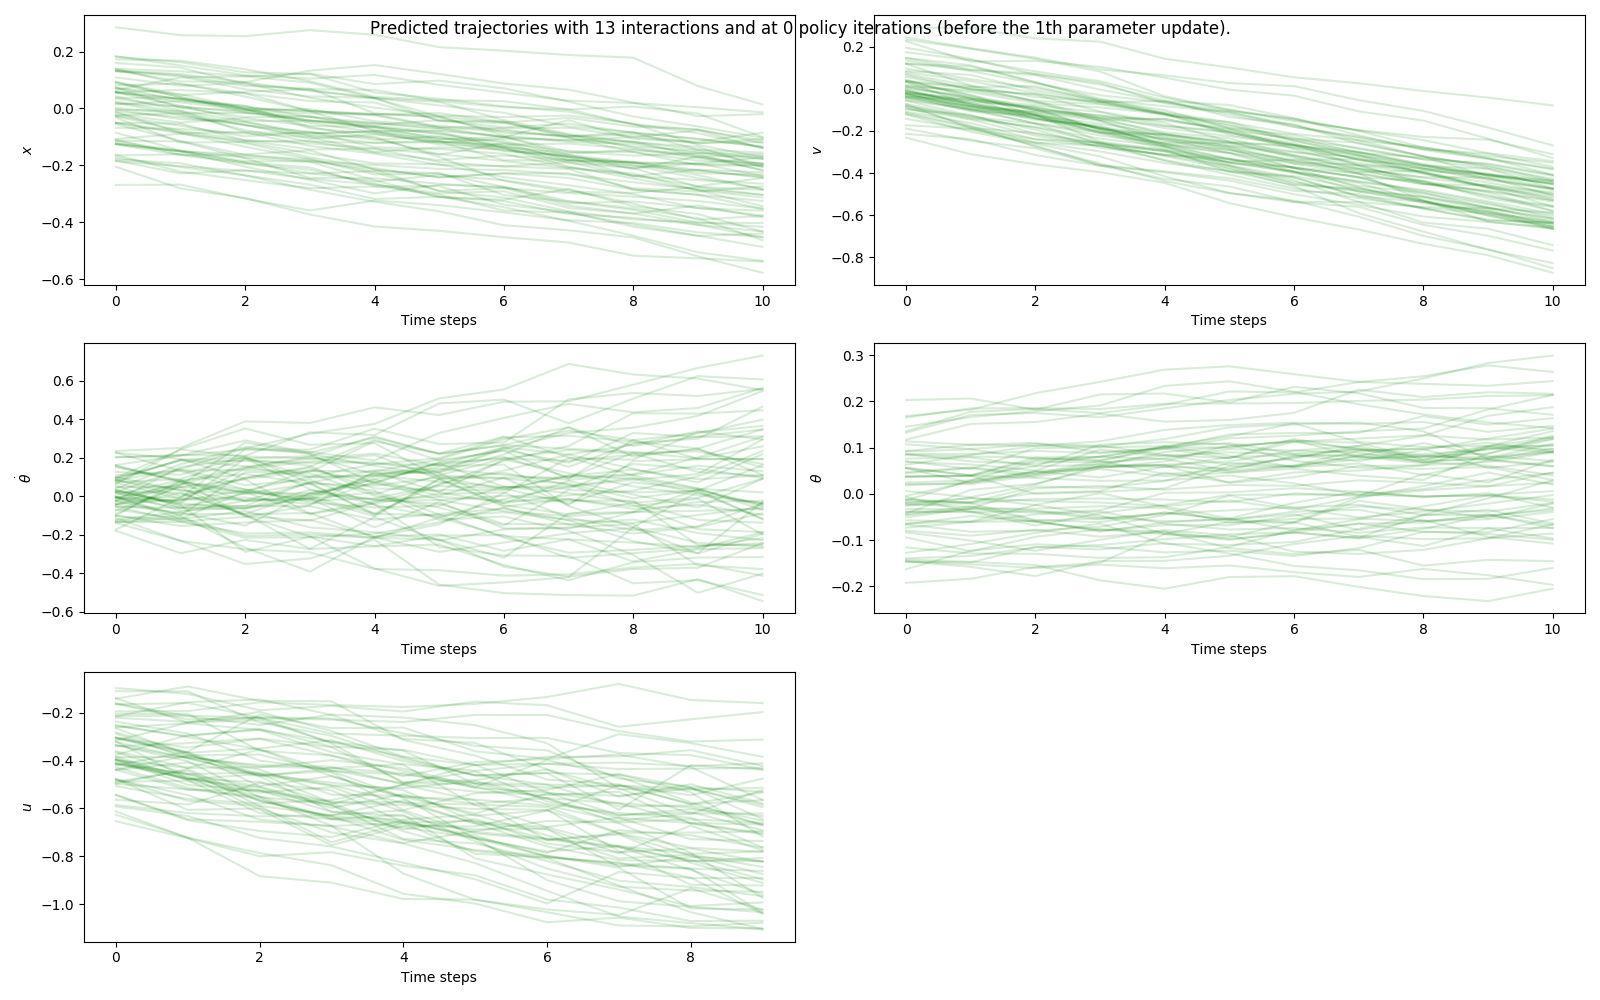 Predicted trajectories with 13 interactions and at 0 policy iterations (before the 1th parameter update).
0.2
0.0
−0.2
−0.4
−0.6
x
0 2 4 6 8 10
Time steps
0.2
0.0
−0.2
−0.4
−0.6
−0.8
v
0 2 4 6 8 10
Time steps
0.6
0.4
0.2
0.0
−0.2
−0.4
−0.6
θ̇
0 2 4 6 8 10
Time steps
0.3
0.2
0.1
0.0
−0.1
−0.2
θ
0 2 4 6 8 10
Time steps
−0.2
−0.4
−0.6
−0.8
−1.0
u
0 2 4 6 8
Time steps